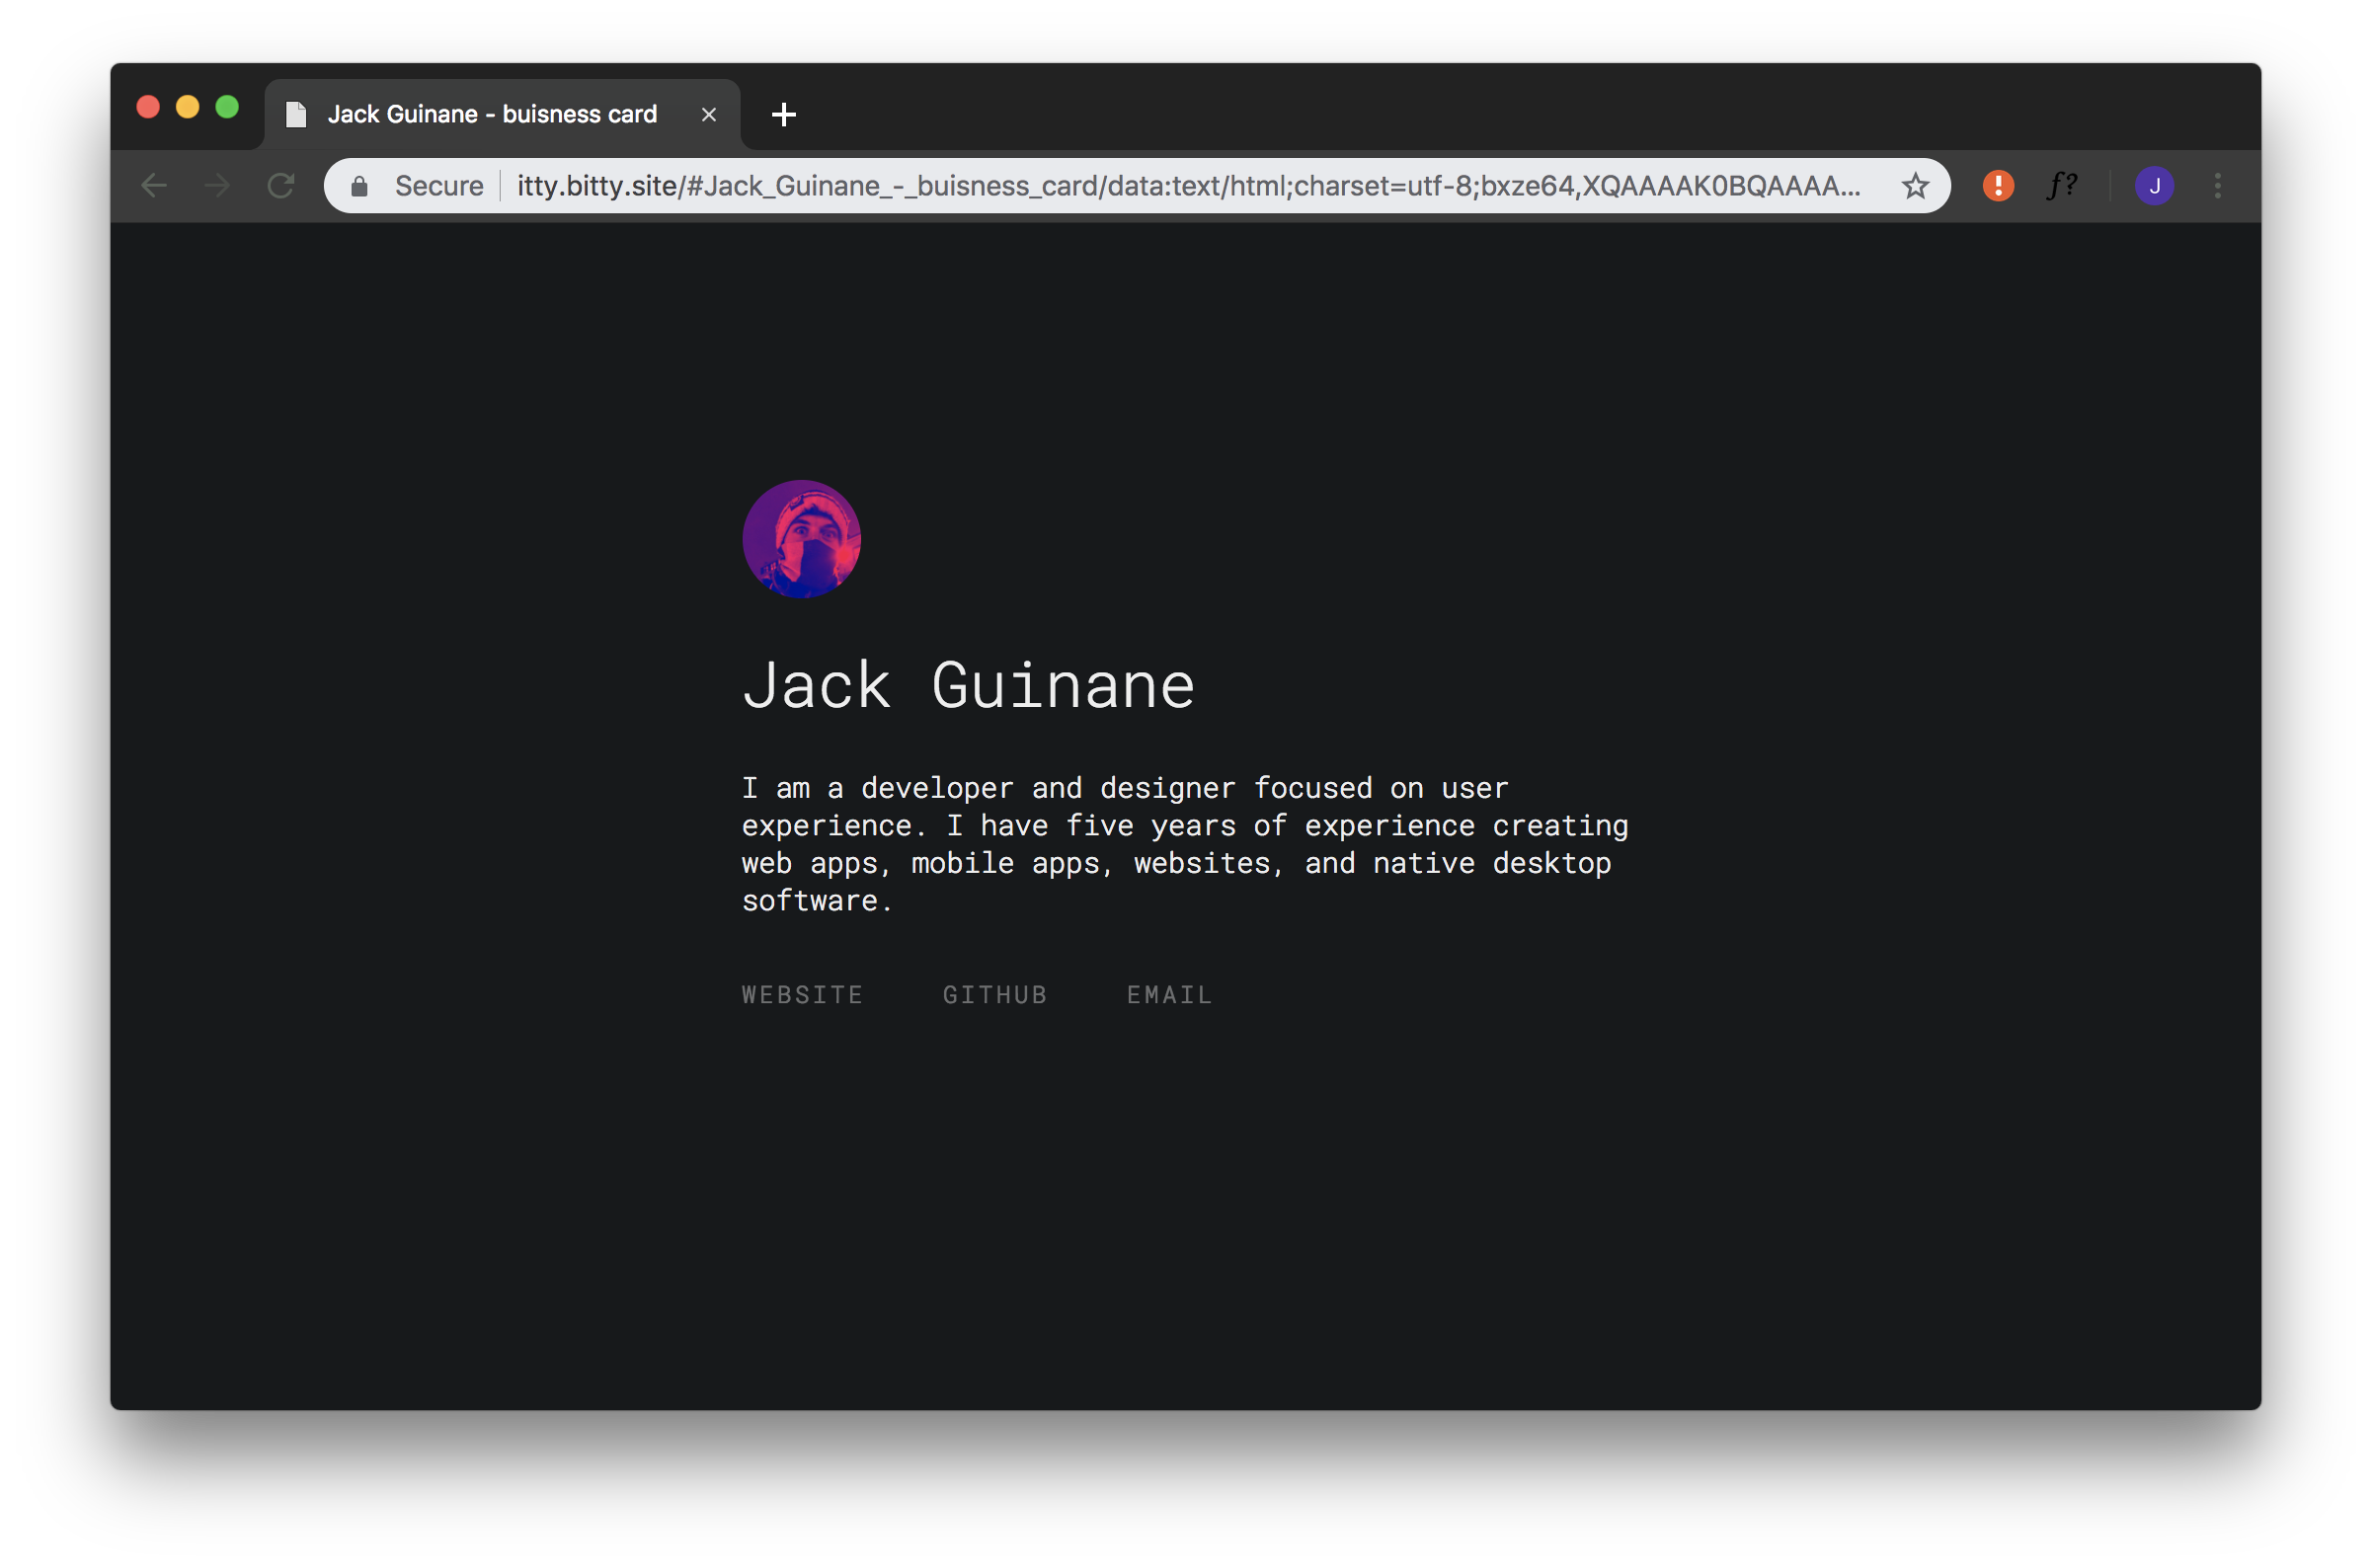 Jack Guinane - buisness card
Secure
itty.bitty.site/#Jack_Guinane_-_buisness_card/data:text/html;charset=utf-8;bxze64,XQAAAAK0BQAAAA...
f?
J
Jack Guinane
I am a developer and designer focused on user
experience. I have five years of experience creating
web apps, mobile apps, websites, and native desktop
software.
WEBSITE GITHUB EMAIL